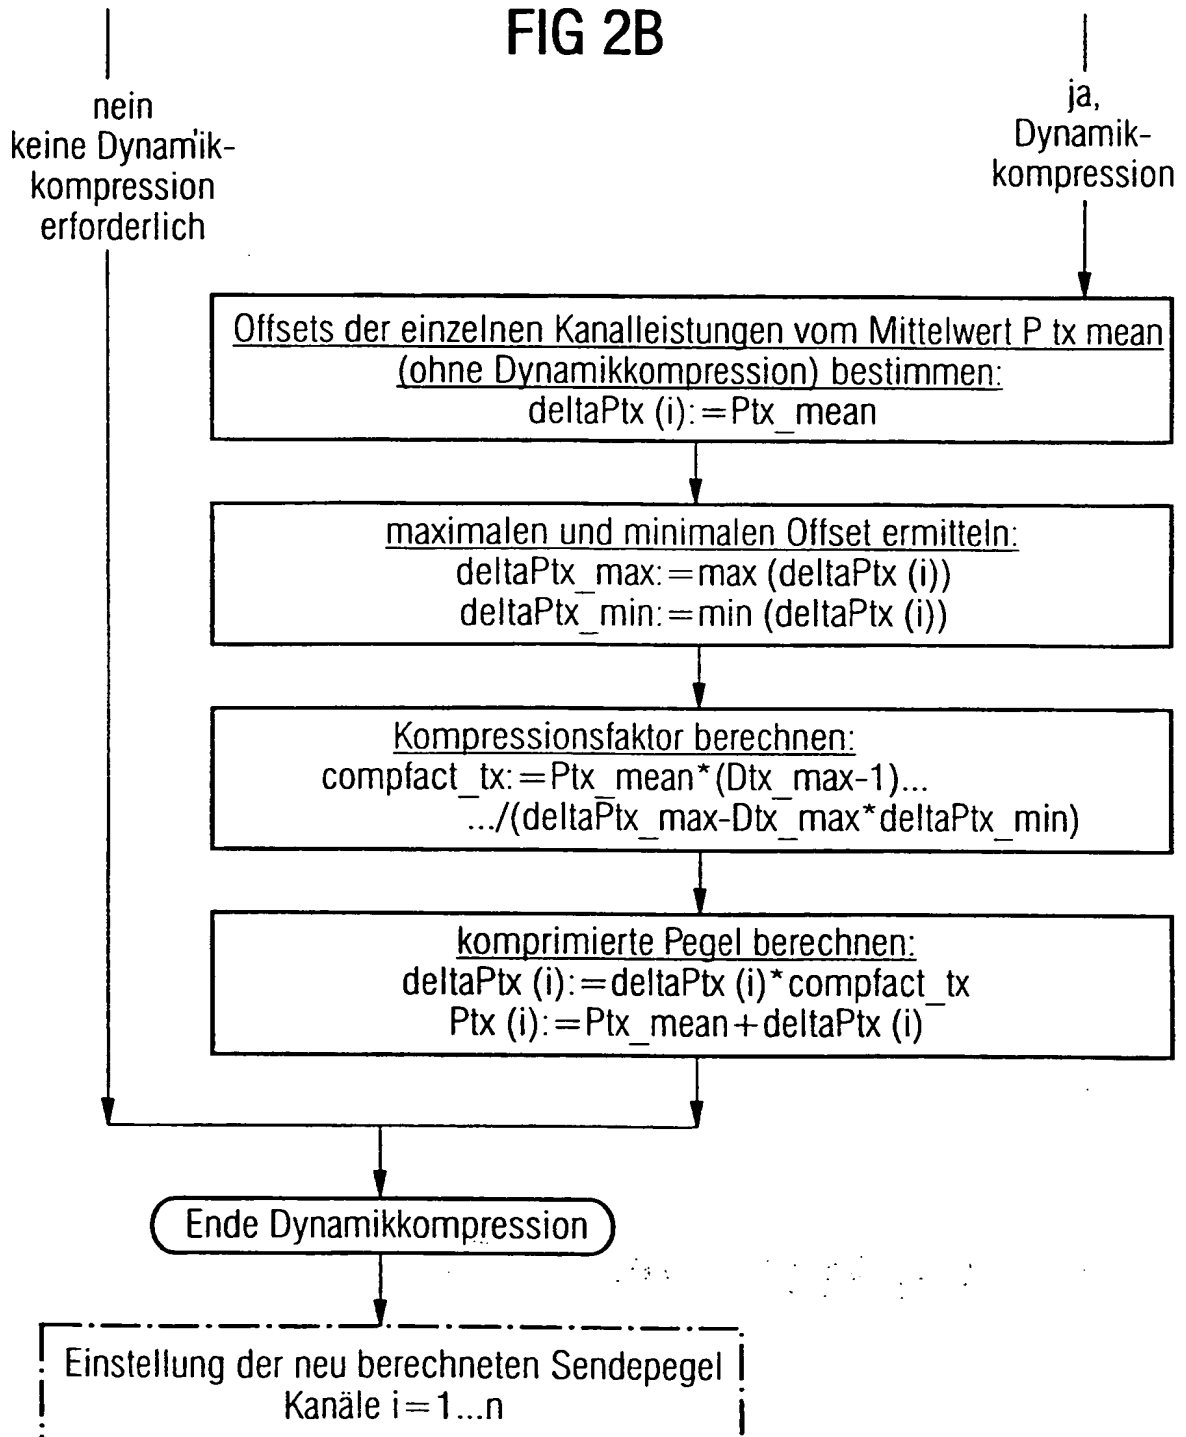 FIG 2B
nein
keine Dynamik-
kompression
erforderlich
ja,
Dynamik-
kompression
Offsets der einzelnen Kanalleistungen vom Mittelwert P tx mean
(ohne Dynamikkompression) bestimmen:
deltaPtx (i):=Ptx_mean
maximalen und minimalen Offset ermitteln:
deltaPtx_max:=max (deltaPtx (i))
deltaPtx_min:=min (deltaPtx (i))
Kompressionsfaktor berechnen:
compfact_tx:=Ptx_mean*(Dtx_max-1)...
.../(deltaPtx_max-Dtx_max*deltaPtx_min)
komprimierte Pegel berechnen:
deltaPtx (i):=deltaPtx (i)*compfact_tx
Ptx (i):=Ptx_mean+deltaPtx (i)
Ende Dynamikkompression
Einstellung der neu berechneten Sendepegel
Kanäle i=1...n